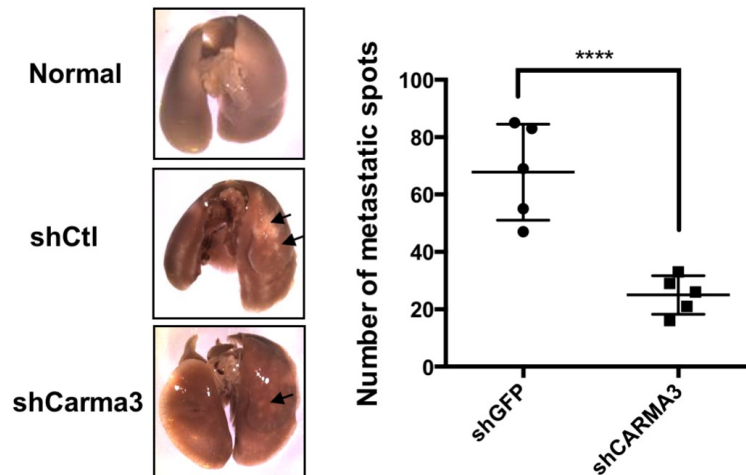 Normal
shCtl
shCarma3
Number of metastatic spots
****
100
80
60
40
20
0
shGFP
shCARMA3